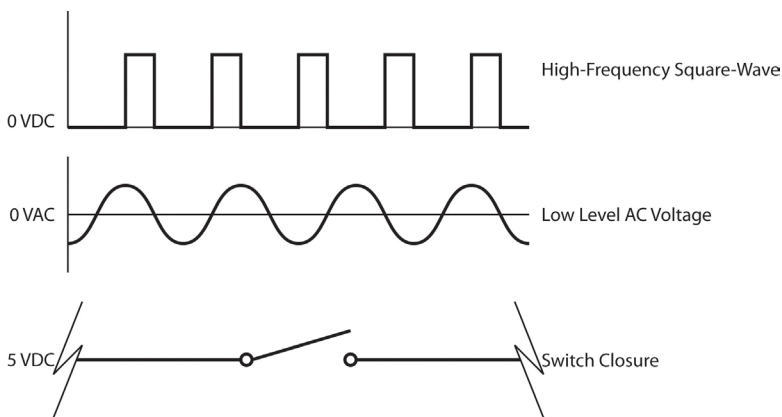 High-Frequency Square-Wave
0 VDC
0 VAC
Low Level AC Voltage
5 VDC
Switch Closure